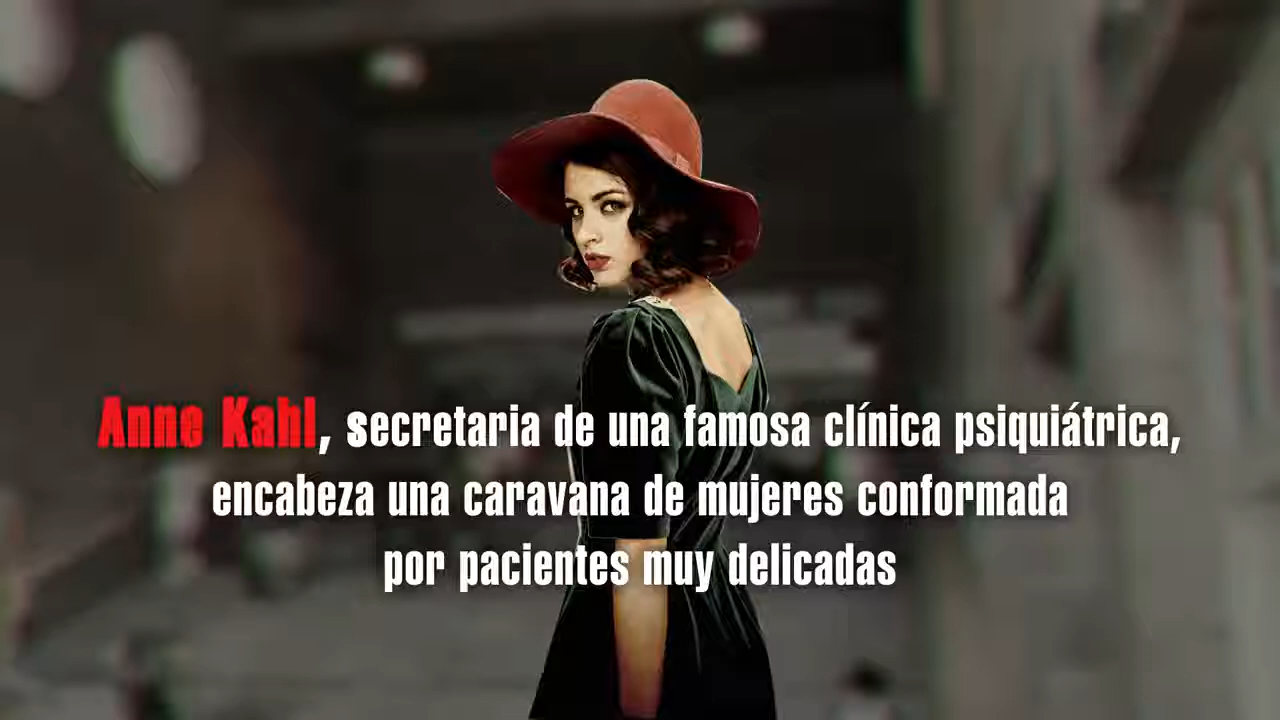 Anne Kahl, secretaria de una famosa clínica psiquiátrica,
encabeza una caravana de mujeres conformada
por pacientes muy delicadas